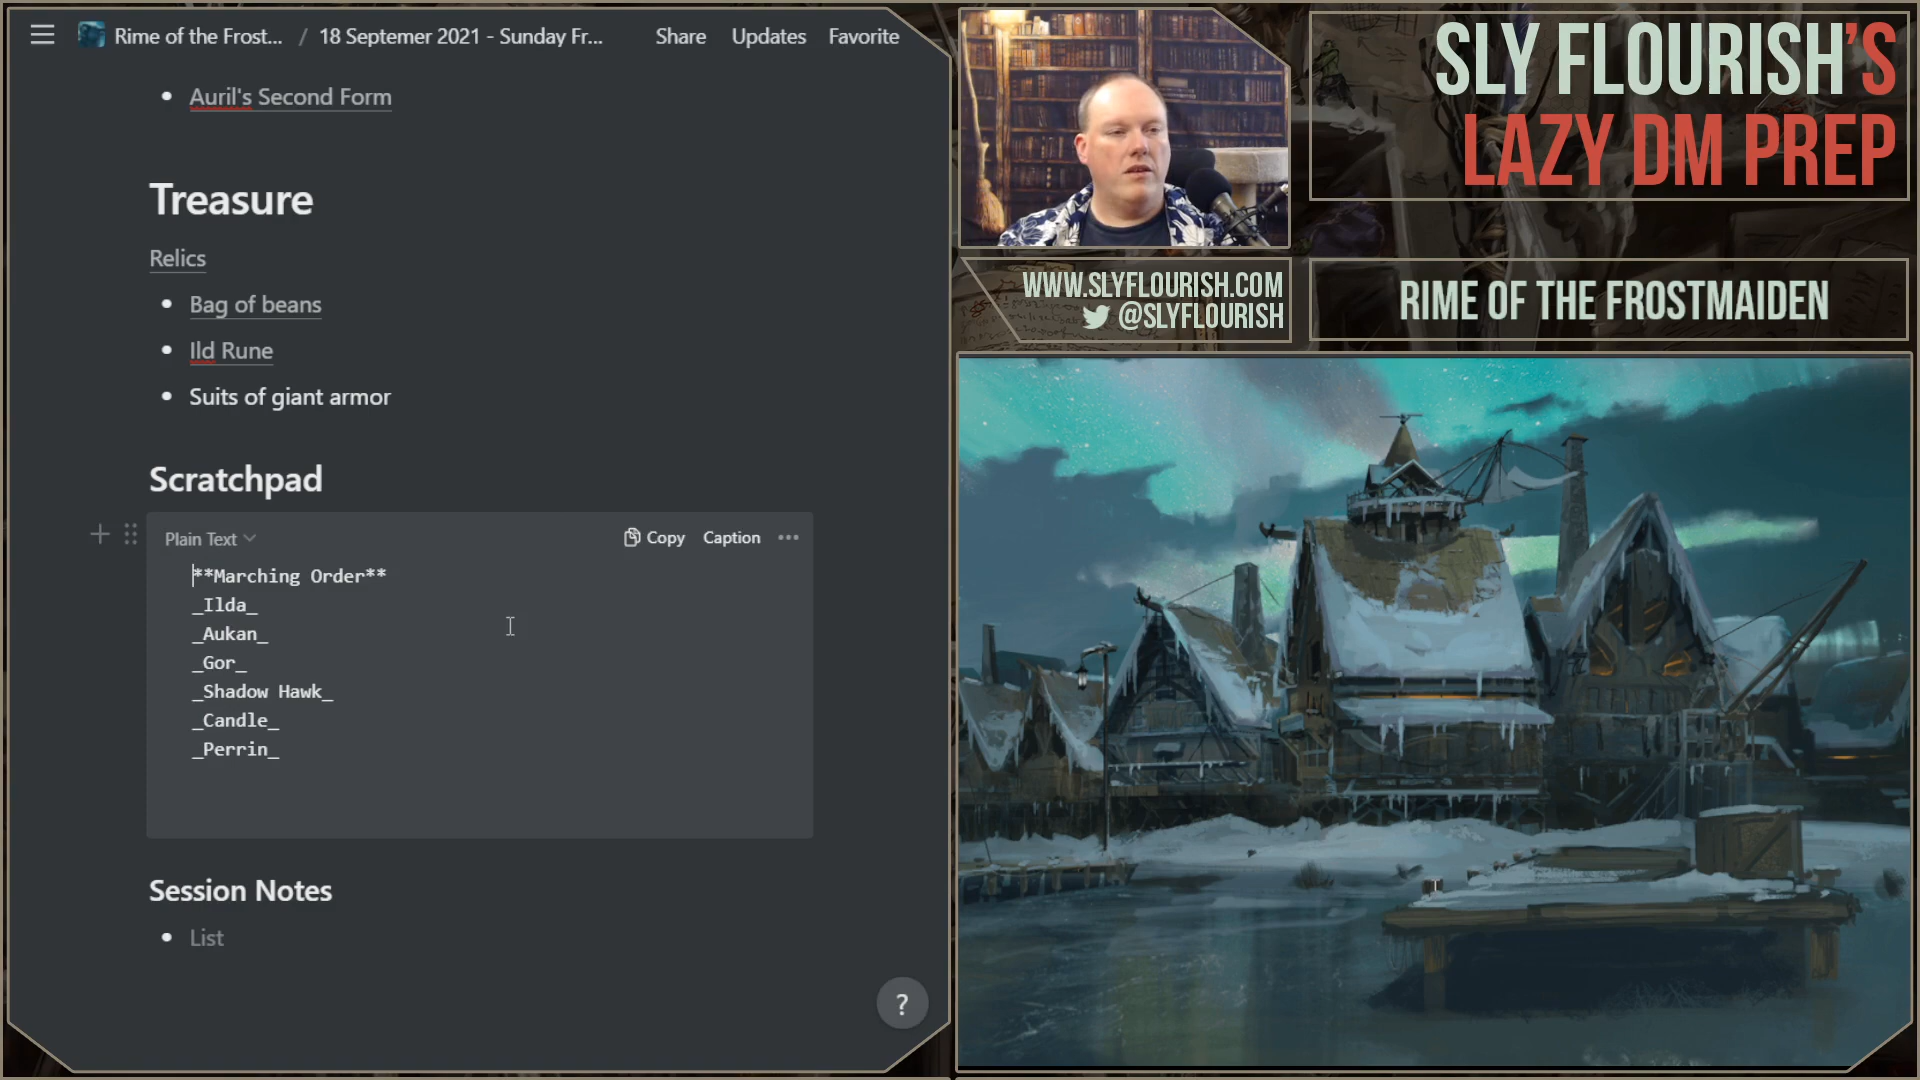 Rime of the Frost... / 18 Septemer 2021 - Sunday Fr... Share Updates Favorite
Auril's Second Form
Treasure
Relics
Bag of beans
Ild Rune
Suits of giant armor
Scratchpad
Plain Text Copy Caption
**Marching Order**
_Ilda_
_Aukan_
_Gor_
_Shadow Hawk_
_Candle_
_Perrin_
Session Notes
List
?
SLY FLOURISH'S
LAZY DM PREP
WWW.SLYFLOURISH.COM
@SLYFLOURISH
RIME OF THE FROSTMAIDEN